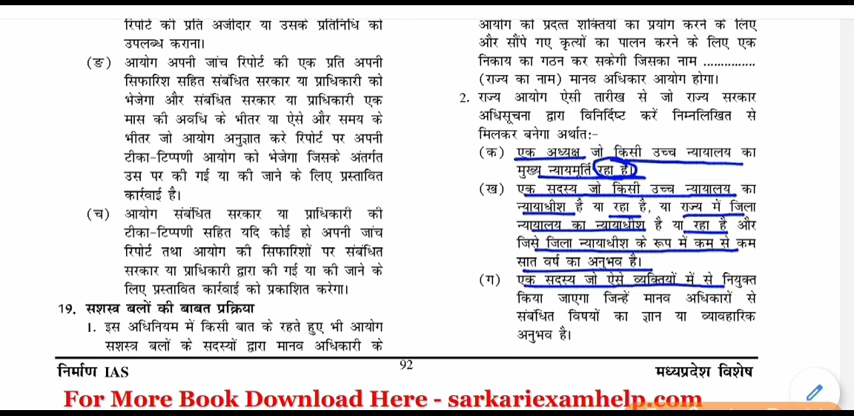 रिपोर्ट की प्रति अर्जीदार या उसके प्रतिनिधि को
उपलब्ध कराना।
(ङ) आयोग अपनी जांच रिपोर्ट की एक प्रति अपनी
सिफारिश सहित संबंधित सरकार या प्राधिकारी को
भेजेगा और संबंधित सरकार या प्राधिकारी एक
मास की अवधि के भीतर या ऐसे और समय के
भीतर जो आयोग अनुज्ञात करे रिपोर्ट पर अपनी
टीका-टिप्पणी आयोग को भेजेगा जिसके अंतर्गत
उस पर की गई या की जाने के लिए प्रस्तावित
कार्रवाई है।
(च) आयोग संबंधित सरकार या प्राधिकारी की
टीका-टिप्पणी सहित यदि कोई हो अपनी जांच
रिपोर्ट तथा आयोग की सिफारिशों पर संबंधित
सरकार या प्राधिकारी द्वारा की गई या की जाने के
लिए प्रस्तावित कार्रवाई को प्रकाशित करेगा।
19. सशस्त्र बलों की बाबत प्रक्रिया
1. इस अधिनियम में किसी बात के रहते हुए भी आयोग
सशस्त्र बलों के सदस्यों द्वारा मानव अधिकारी के
आयोग को प्रदत्त शक्तियों का प्रयोग करने के लिए
और सौंपे गए कृत्यों का पालन करने के लिए एक
निकाय का गठन कर सकेगी जिसका नाम ...............
(राज्य का नाम) मानव अधिकार आयोग होगा।
2. राज्य आयोग ऐसी तारीख से जो राज्य सरकार
अधिसूचना द्वारा विनिर्दिष्ट करें निम्नलिखित से
मिलकर बनेगा अर्थात:-
(क) एक अध्यक्ष जो किसी उच्च न्यायालय का
मुख्य न्यायमूर्ति रहा है।
(ख) एक सदस्य जो किसी उच्च न्यायालय का
न्यायाधीश है या रहा है, या राज्य में जिला
न्यायालय का न्यायाधीश है या रहा है और
जिसे जिला न्यायाधीश के रूप में कम से कम
सात वर्ष का अनुभव है।
(ग) एक सदस्य जो ऐसे व्यक्तियों में से नियुक्त
किया जाएगा जिन्हें मानव अधिकारों से
संबंधित विषयों का ज्ञान या व्यावहारिक
अनुभव है।
निर्माण IAS 92 मध्यप्रदेश विशेष
For More Book Download Here - sarkariexamhelp.com